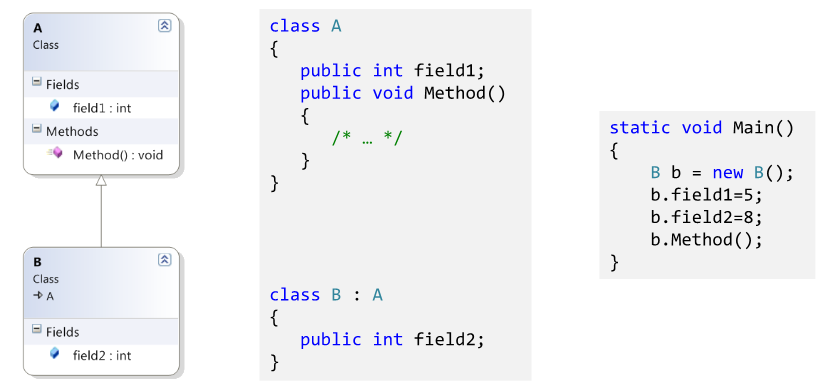 A
Class
Fields
field1 : int
Methods
Method() : void
B
Class
A
Fields
field2 : int
class A
{
public int field1;
public void Method()
{
/* … */
}
}
class B : A
{
public int field2;
}
static void Main()
{
B b = new B();
b.field1=5;
b.field2=8;
b.Method();
}